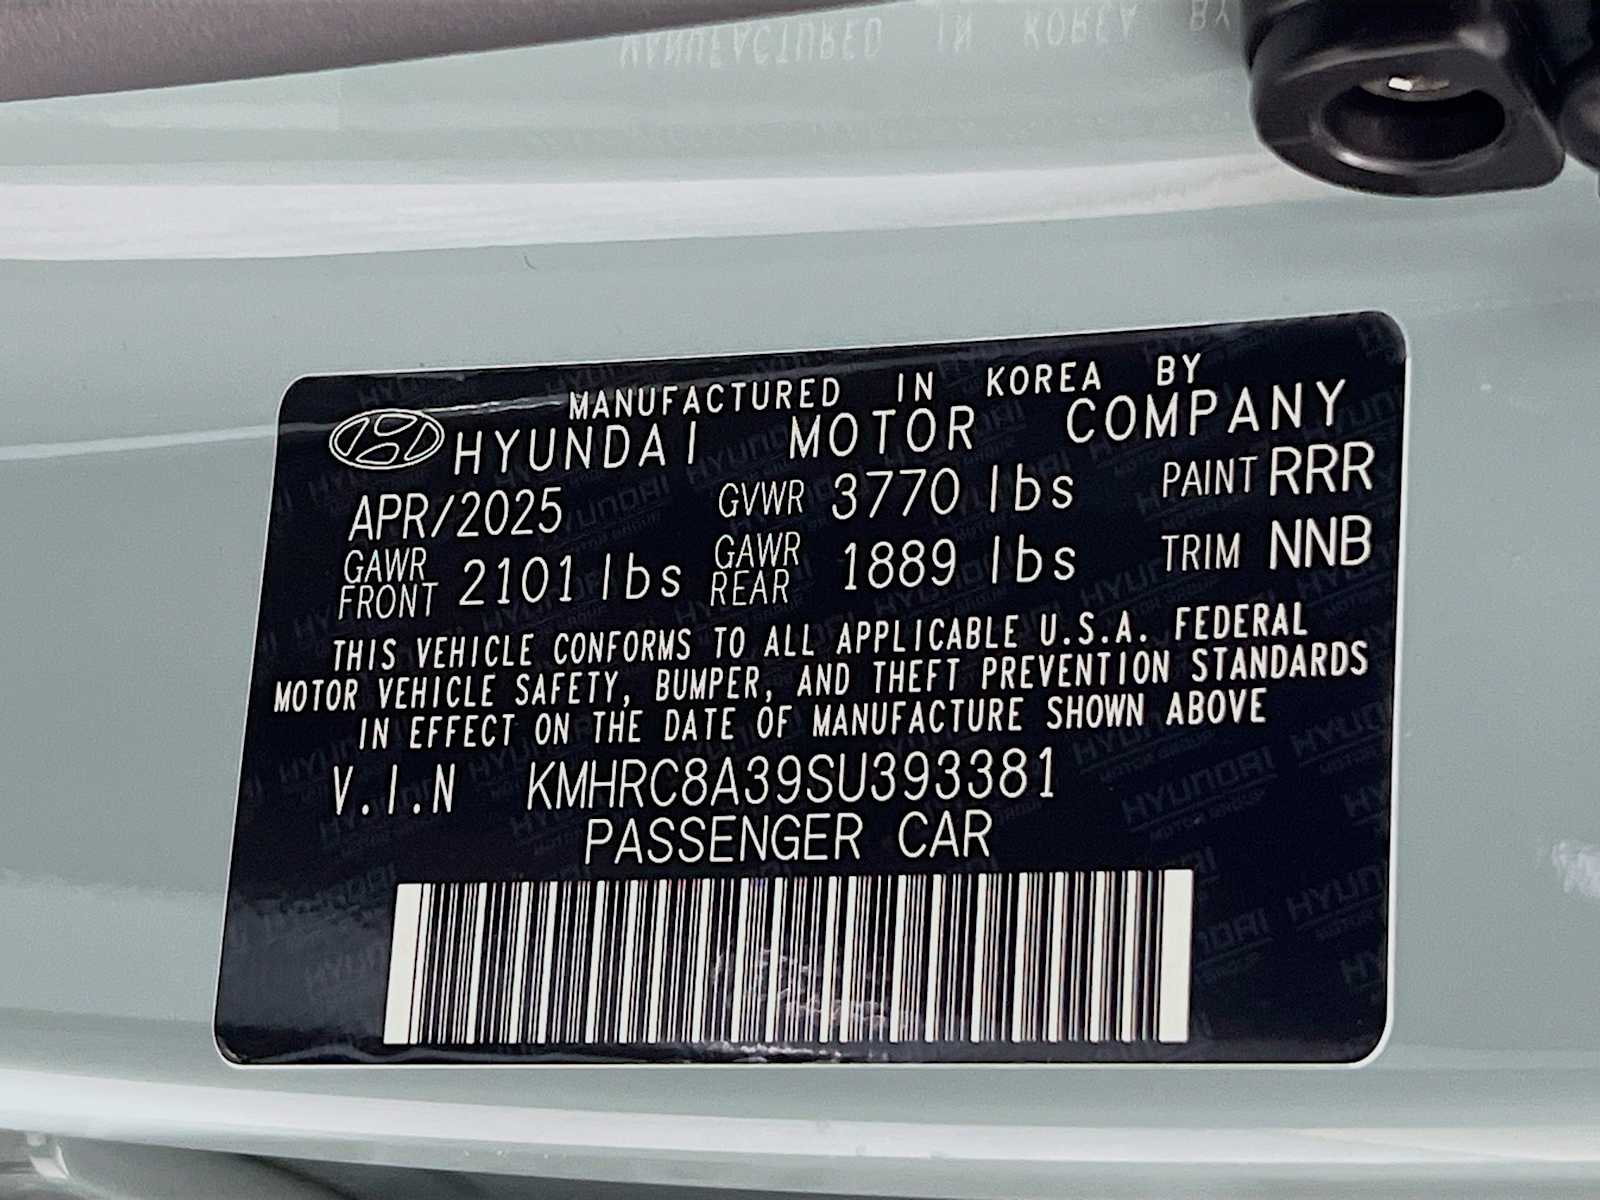 MANUFACTURED IN KOREA BY
HYUNDAI MOTOR COMPANY
APR/2025 GVWR 3770 lbs PAINT RRR
GAWR FRONT 2101 lbs GAWR REAR 1889 lbs TRIM NNB
THIS VEHICLE CONFORMS TO ALL APPLICABLE U.S.A. FEDERAL
MOTOR VEHICLE SAFETY, BUMPER, AND THEFT PREVENTION STANDARDS
IN EFFECT ON THE DATE OF MANUFACTURE SHOWN ABOVE
V.I.N KMHRC8A39SU393381
PASSENGER CAR